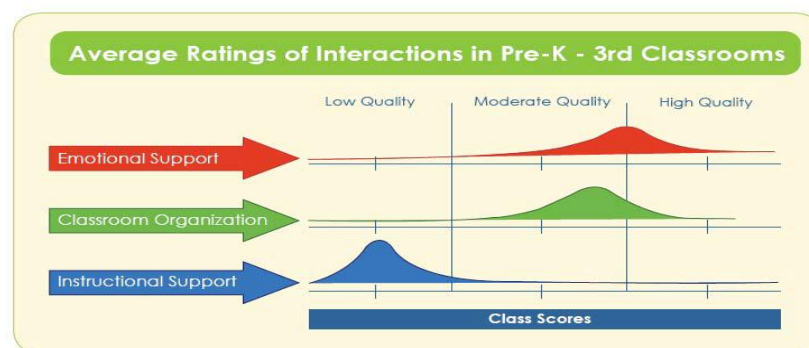 Average Ratings of Interactions in Pre-K - 3rd Classrooms
Low Quality
Moderate Quality
High Quality
Emotional Support
Classroom Organization
Instructional Support
Class Scores